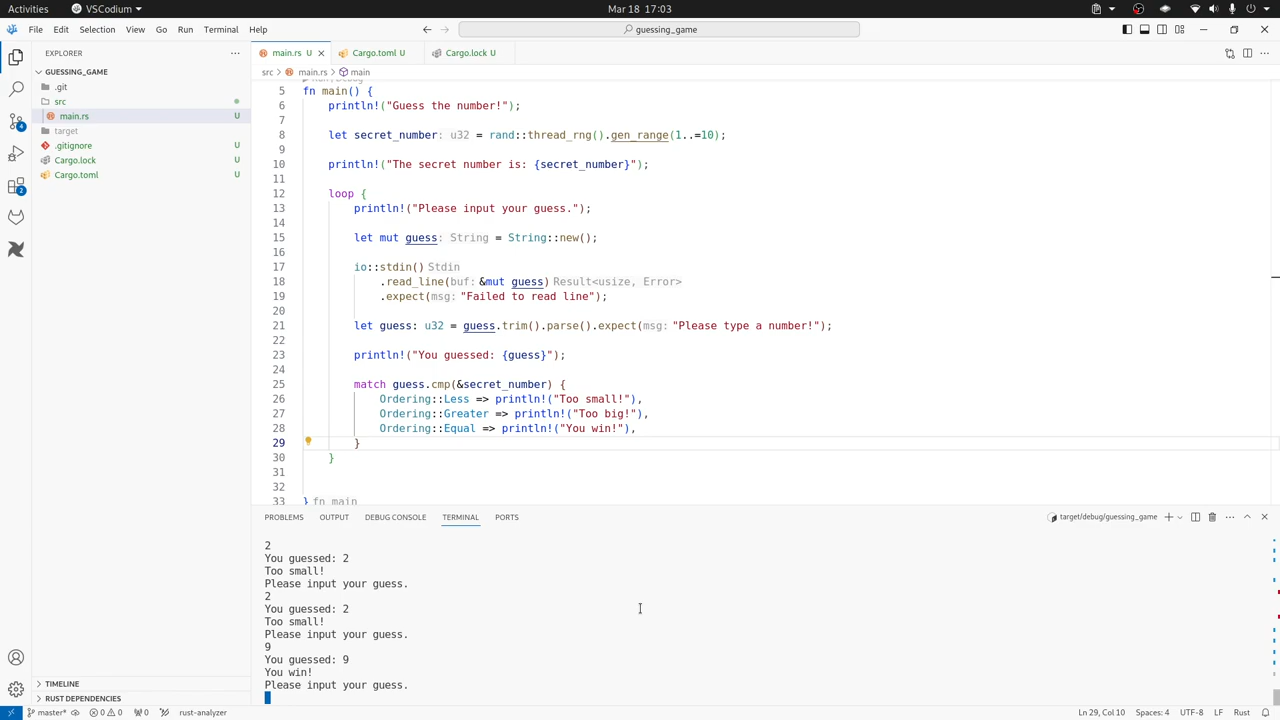 Activities
VSCodium
Mar 18 17:03
File Edit Selection View Go Run Terminal Help
guessing_game
EXPLORER
main.rs U
Cargo.toml U
Cargo.lock U
GUESSING_GAME
src > main.rs > main
.git
src
main.rs U
target
.gitignore U
Cargo.lock U
Cargo.toml U
5 fn main() {
6 println!("Guess the number!");
7
8 let secret_number: u32 = rand::thread_rng().gen_range(1..=10);
9
10 println!("The secret number is: {secret_number}");
11
12 loop {
13 println!("Please input your guess.");
14
15 let mut guess: String = String::new();
16
17 io::stdin() Stdin
18 .read_line(buf: &mut guess) Result<usize, Error>
19 .expect(msg: "Failed to read line");
20
21 let guess: u32 = guess.trim().parse().expect(msg: "Please type a number!");
22
23 println!("You guessed: {guess}");
24
25 match guess.cmp(&secret_number) {
26 Ordering::Less => println!("Too small!"),
27 Ordering::Greater => println!("Too big!"),
28 Ordering::Equal => println!("You win!"),
29 }
30 }
31
32
33 } fn main
PROBLEMS OUTPUT DEBUG CONSOLE TERMINAL PORTS
target/debug/guessing_game
2
You guessed: 2
Too small!
Please input your guess.
2
You guessed: 2
Too small!
Please input your guess.
9
You guessed: 9
You win!
Please input your guess.
4
2
TIMELINE
RUST DEPENDENCIES
master* 0 0 0 rust-analyzer
Ln 29, Col 10 Spaces: 4 UTF-8 LF Rust